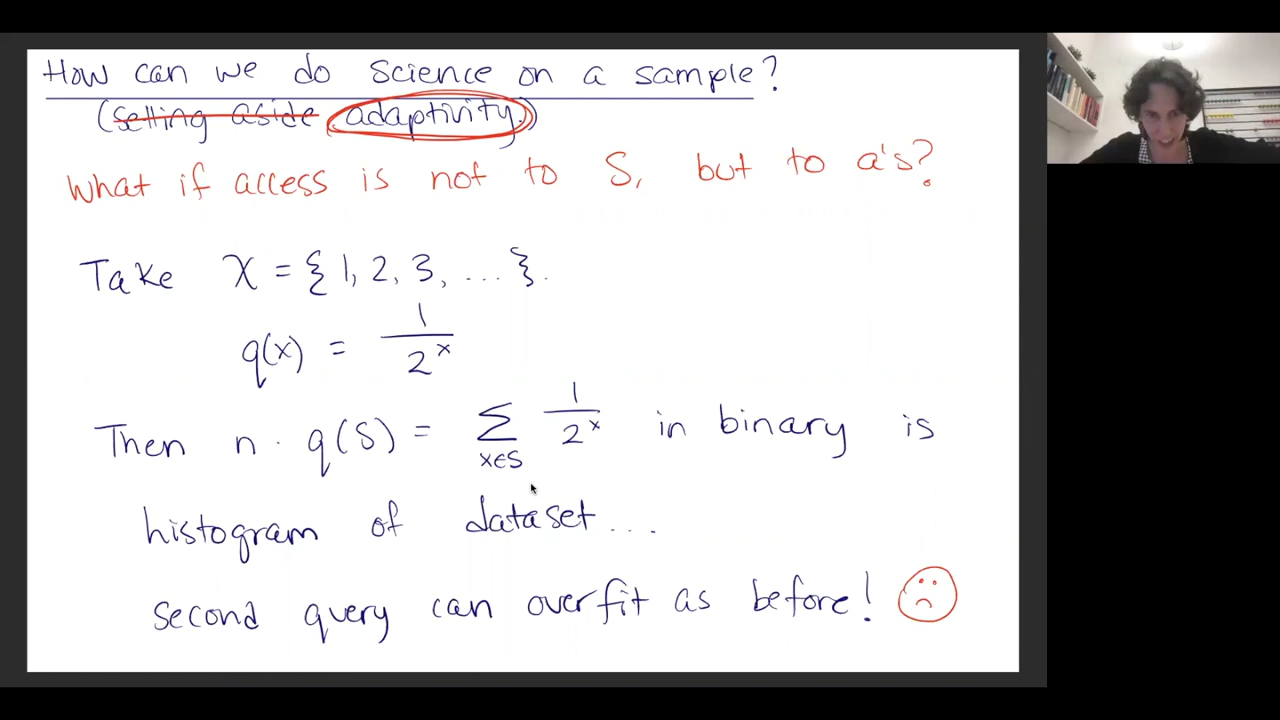 How can we do science on a sample?
(setting aside adaptivity.)
What if access is not to S, but to a's?
Take X = {1, 2, 3, ...}.
q(x) = 1/2^x
Then n · q(S) = Σ_{x∈S} 1/2^x in binary is
histogram of dataset...
second query can overfit as before!